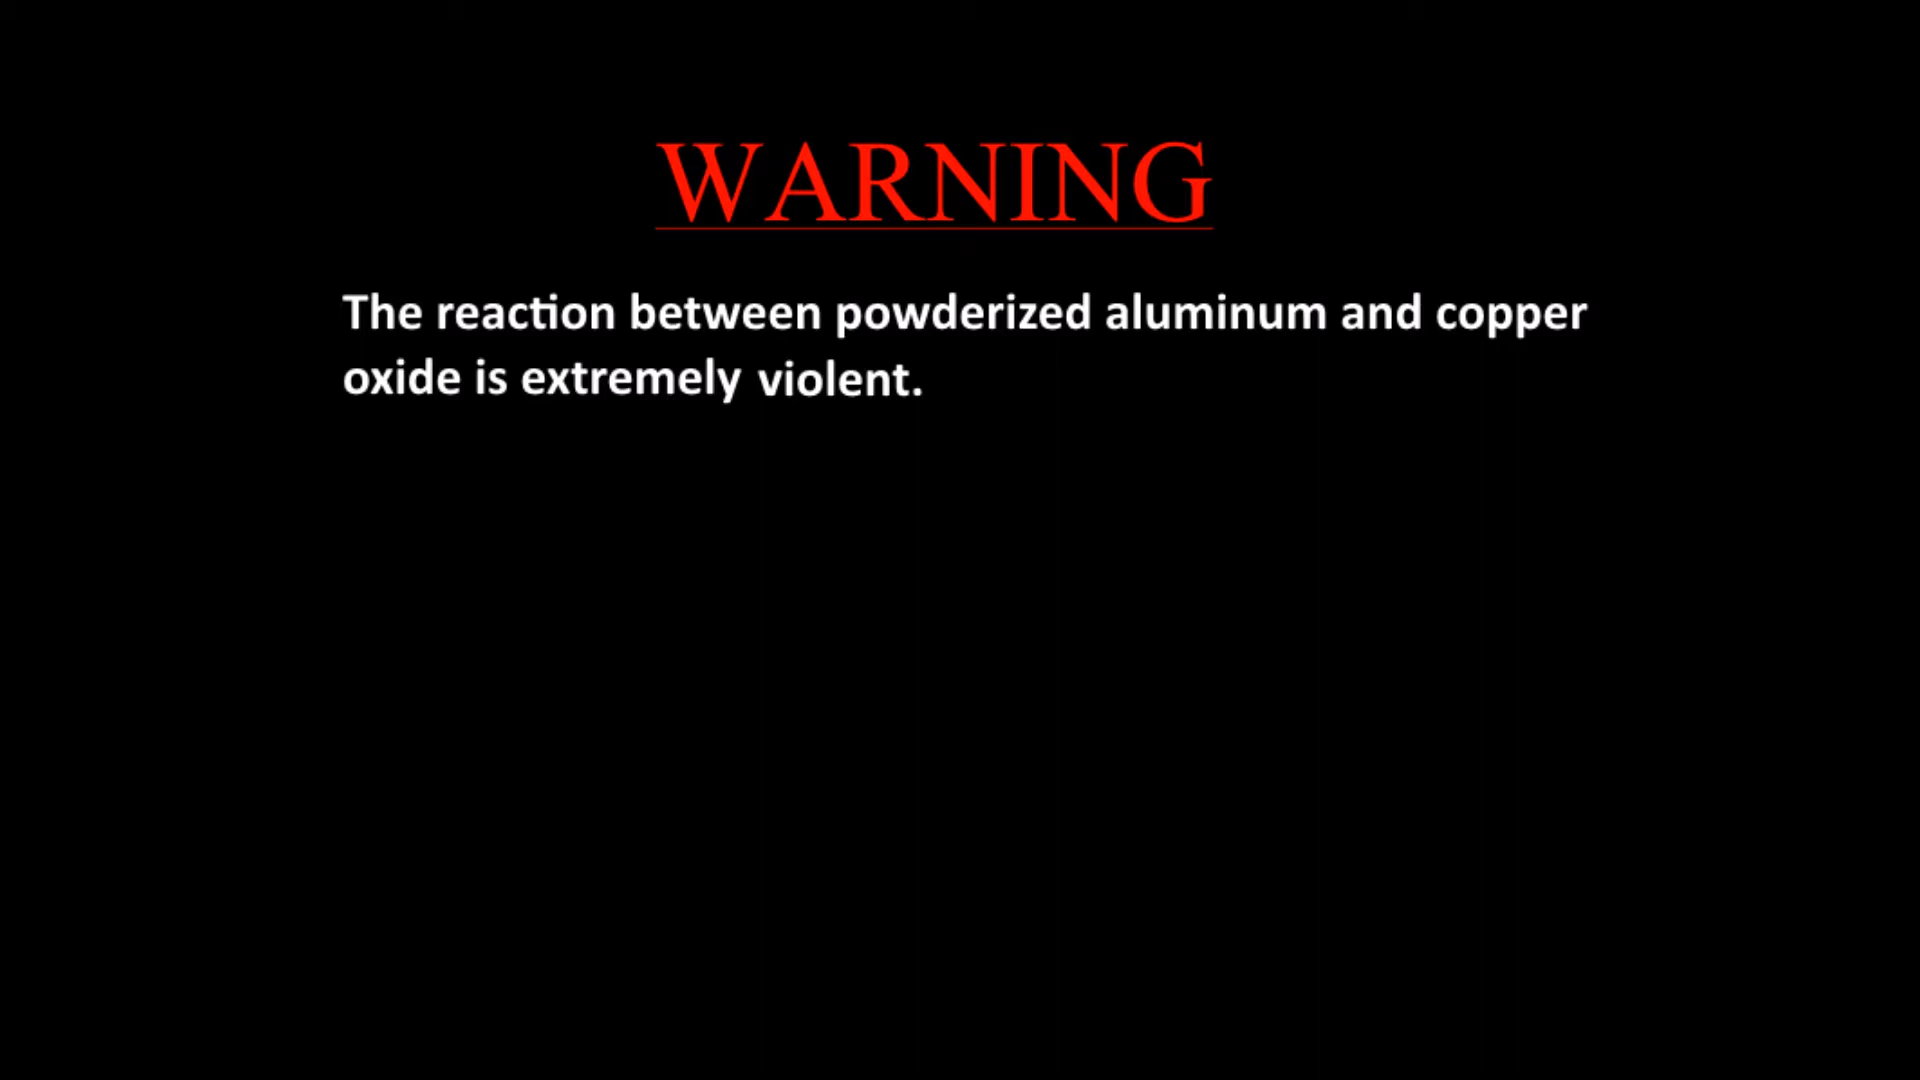 WARNING
The reaction between powderized aluminum and copper
oxide is extremely violent.